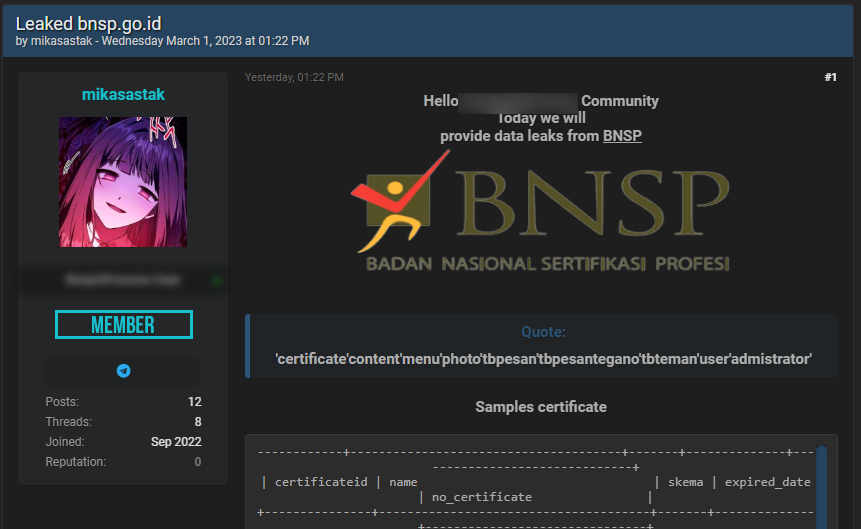 Leaked bnsp.go.id
by mikasastak - Wednesday March 1, 2023 at 01:22 PM
mikasastak
MEMBER
Posts: 12
Threads: 8
Joined: Sep 2022
Reputation: 0
Yesterday, 01:22 PM #1
Hello Community
Today we will
provide data leaks from BNSP
BNSP
BADAN NASIONAL SERTIFIKASI PROFESI
Quote:
'certificate'content'menu'photo'tbpesan'tbpesantegano'tbteman'user'admistrator'
Samples certificate
------------+-----------------------------------+-------+--------------+----
----------------------------+
| certificateid | name | skema | expired_date
| no_certificate |
+---------------+-----------------------------------+-------+--------------
+-----------------------------+